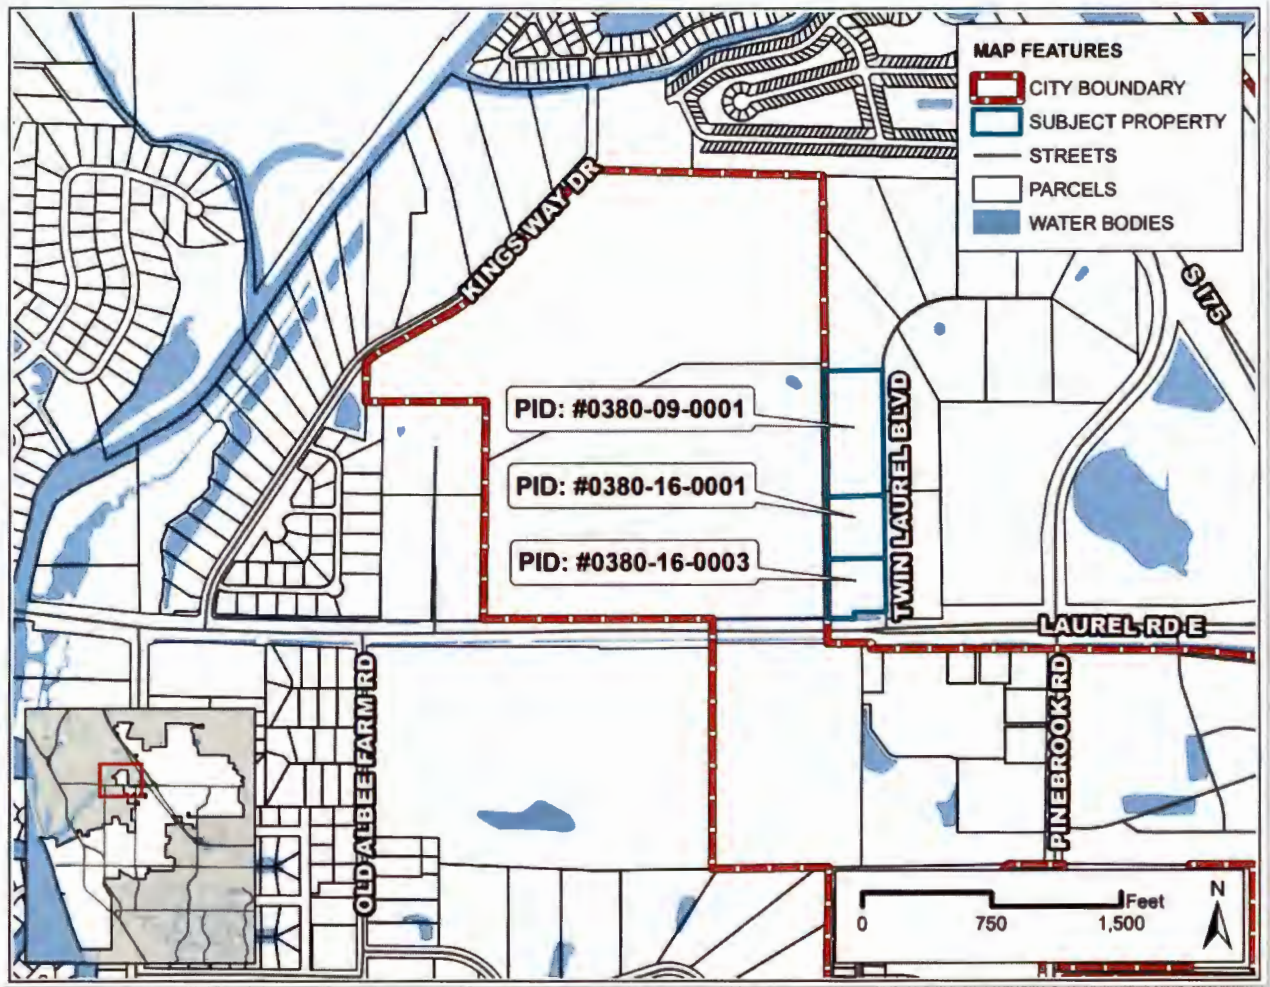 MAP FEATURES
CITY BOUNDARY
SUBJECT PROPERTY
STREETS
PARCELS
WATER BODIES
KINGS WAY DR
S I75
PID: #0380-09-0001
PID: #0380-16-0001
PID: #0380-16-0003
TWIN LAUREL BLVD
LAUREL RD E
OLD ALBEE FARM RD
PINEBROOK RD
Feet
0 750 1,500
N